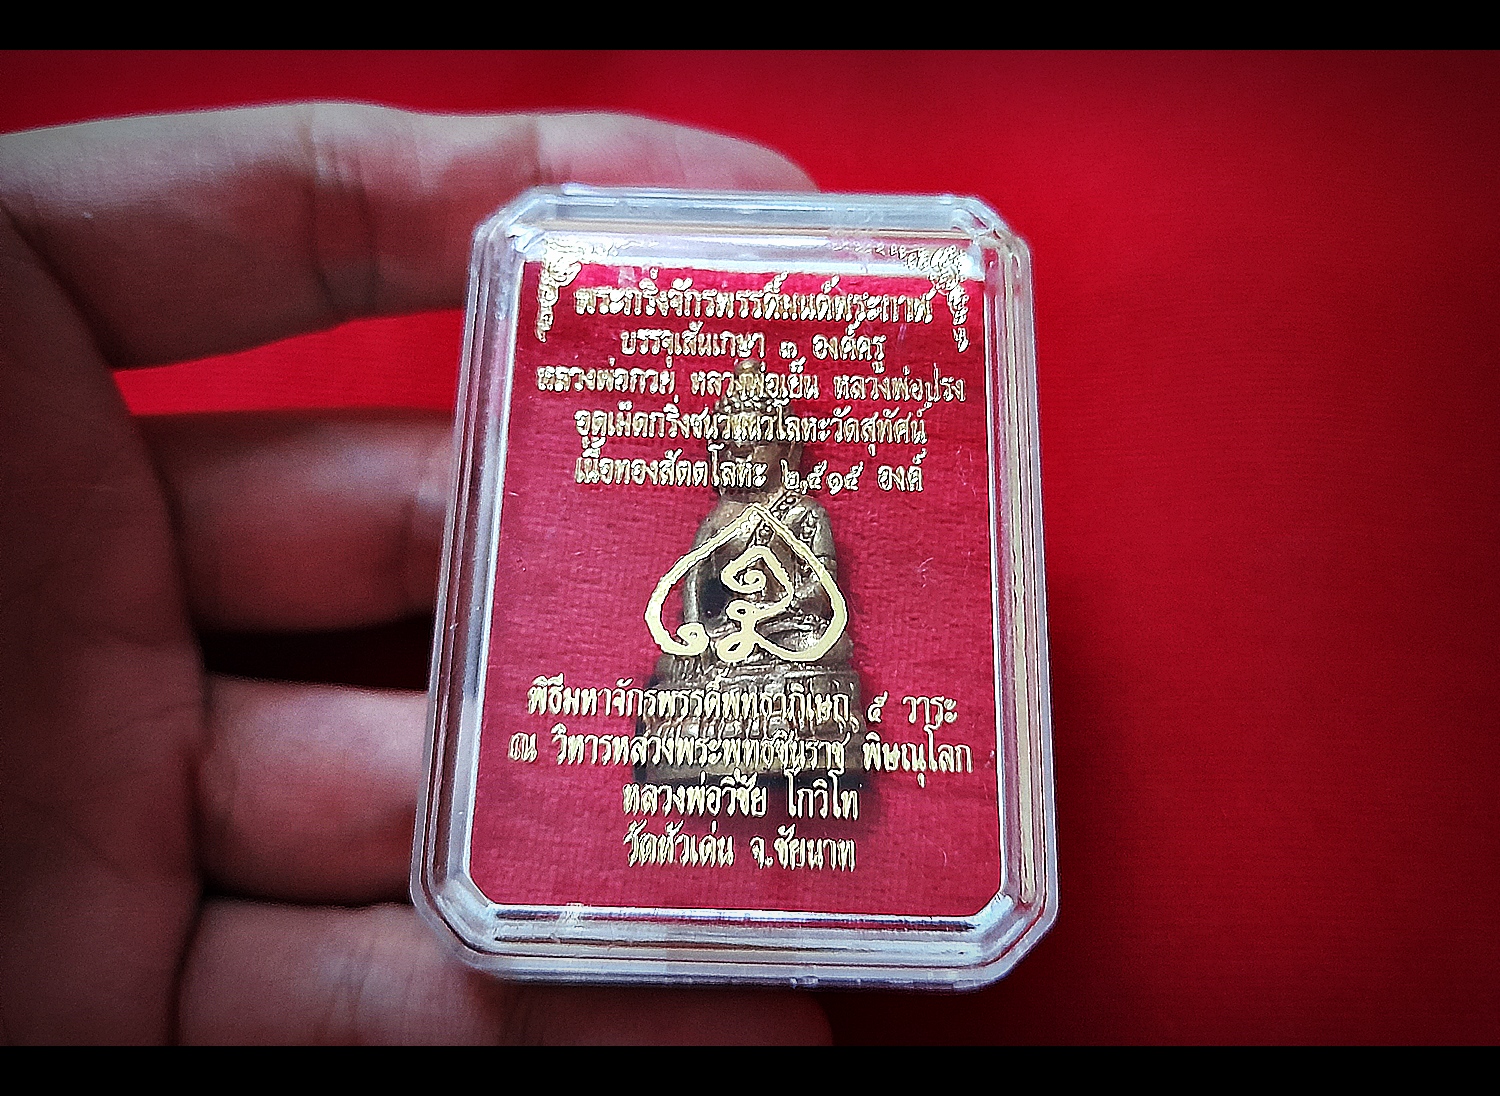 พระกริ่งจักรพรรดิ์มนต์พระกาฬ
บรรจุเส้นเกษา ๓ องค์ครู
หลวงพ่อกวย หลวงพ่อเย็น หลวงพ่อปรง
อุดเม็ดกริ่งชนวนนวโลหะวัดสุทัศน์
เนื้อทองสัตตโลหะ ๒,๕๑๕ องค์
พิธีมหาจักรพรรดิ์พุทธาภิเษก ๕ วาระ
ณ วิหารหลวงพระพุทธชินราช พิษณุโลก
หลวงพ่อวิชัย โกวิโท
วัดหัวเด่น จ.ชัยนาท